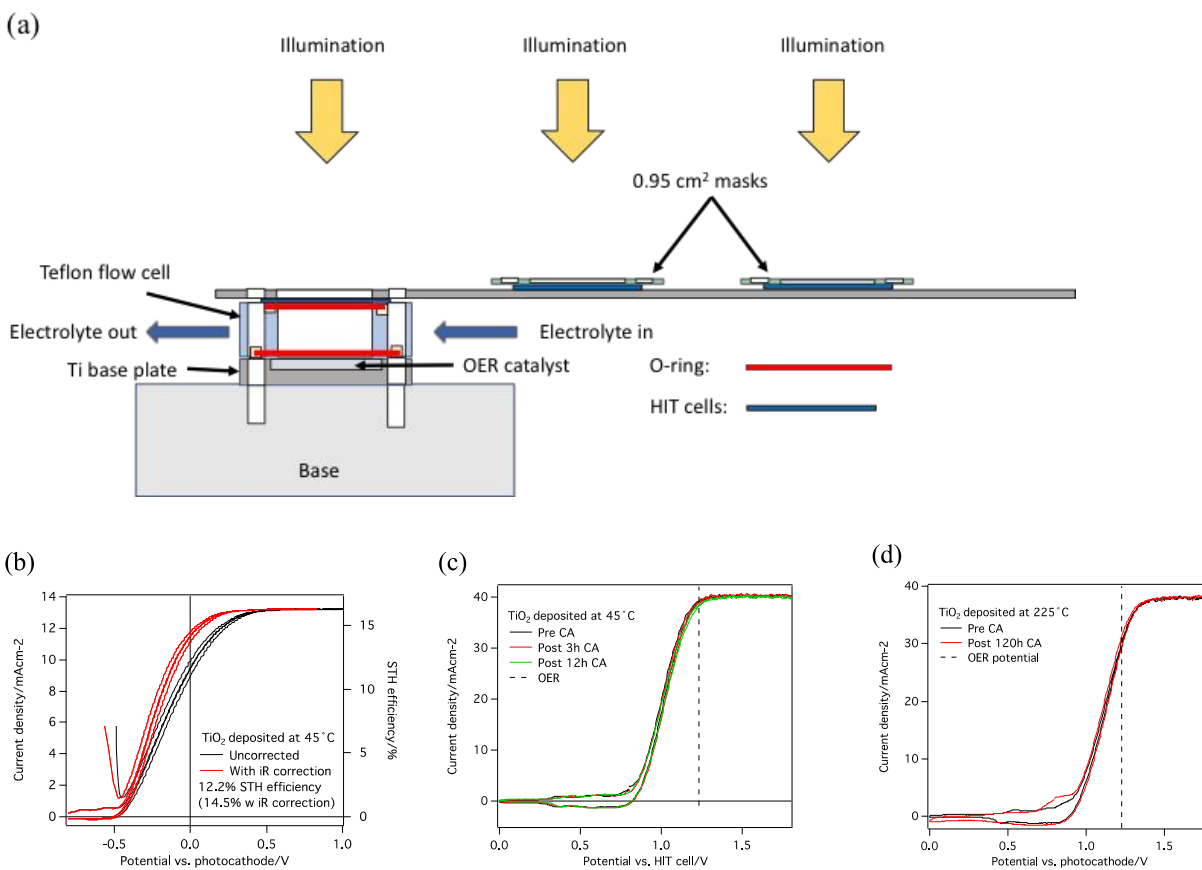 (a)
Illumination
Illumination
Illumination
0.95 cm² masks
Teflon flow cell
Electrolyte out
Electrolyte in
Ti base plate
OER catalyst
O-ring:
HIT cells:
Base
(b)
14
12
10
8
6
4
2
0
Current density/mAcm-2
15
10
5
0
STH efficiency/%
TiO₂ deposited at 45˚C
Uncorrected
With iR correction
12.2% STH efficiency
(14.5% w iR correction)
-0.5
0.0
0.5
1.0
Potential vs. photocathode/V
(c)
40
30
20
10
0
Current density/mAcm-2
TiO₂ deposited at 45˚C
Pre CA
Post 3h CA
Post 12h CA
OER
0.0
0.5
1.0
1.5
Potential vs. HIT cell/V
(d)
40
30
20
10
0
Current density/mAcm-2
TiO₂ deposited at 225˚C
Pre CA
Post 120h CA
OER potential
0.0
0.5
1.0
1.5
Potential vs. photocathode/V